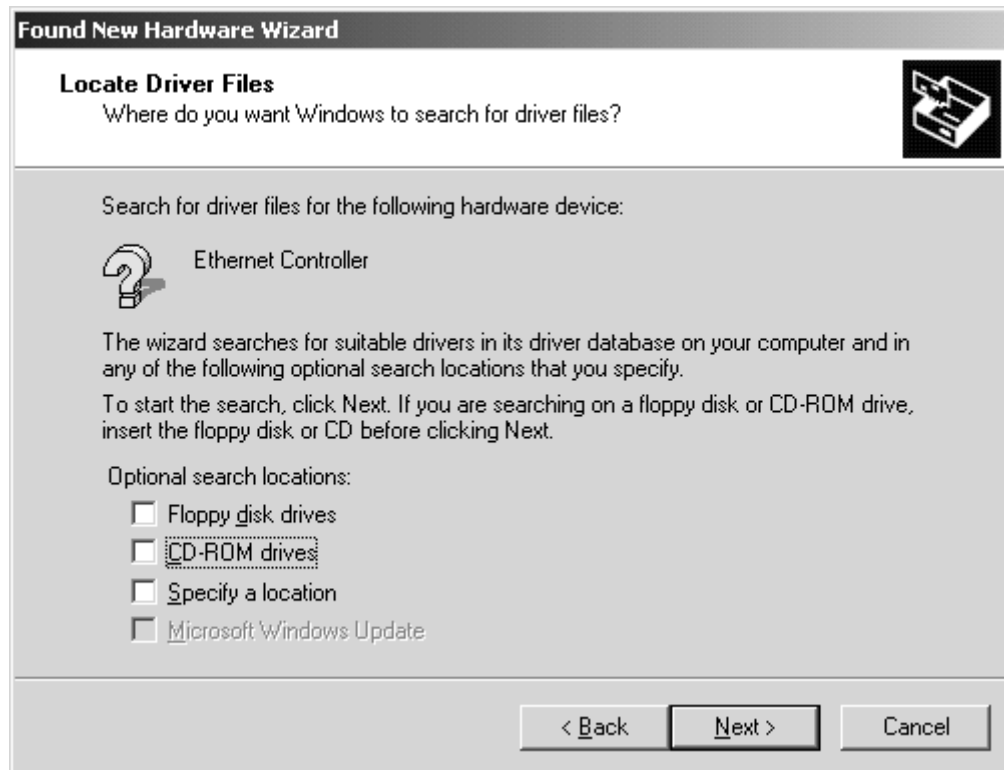 Found New Hardware Wizard
Locate Driver Files
Where do you want Windows to search for driver files?
Search for driver files for the following hardware device:
Ethernet Controller
The wizard searches for suitable drivers in its driver database on your computer and in
any of the following optional search locations that you specify.
To start the search, click Next. If you are searching on a floppy disk or CD-ROM drive,
insert the floppy disk or CD before clicking Next.
Optional search locations:
Floppy disk drives
CD-ROM drives
Specify a location
Microsoft Windows Update
< Back Next > Cancel